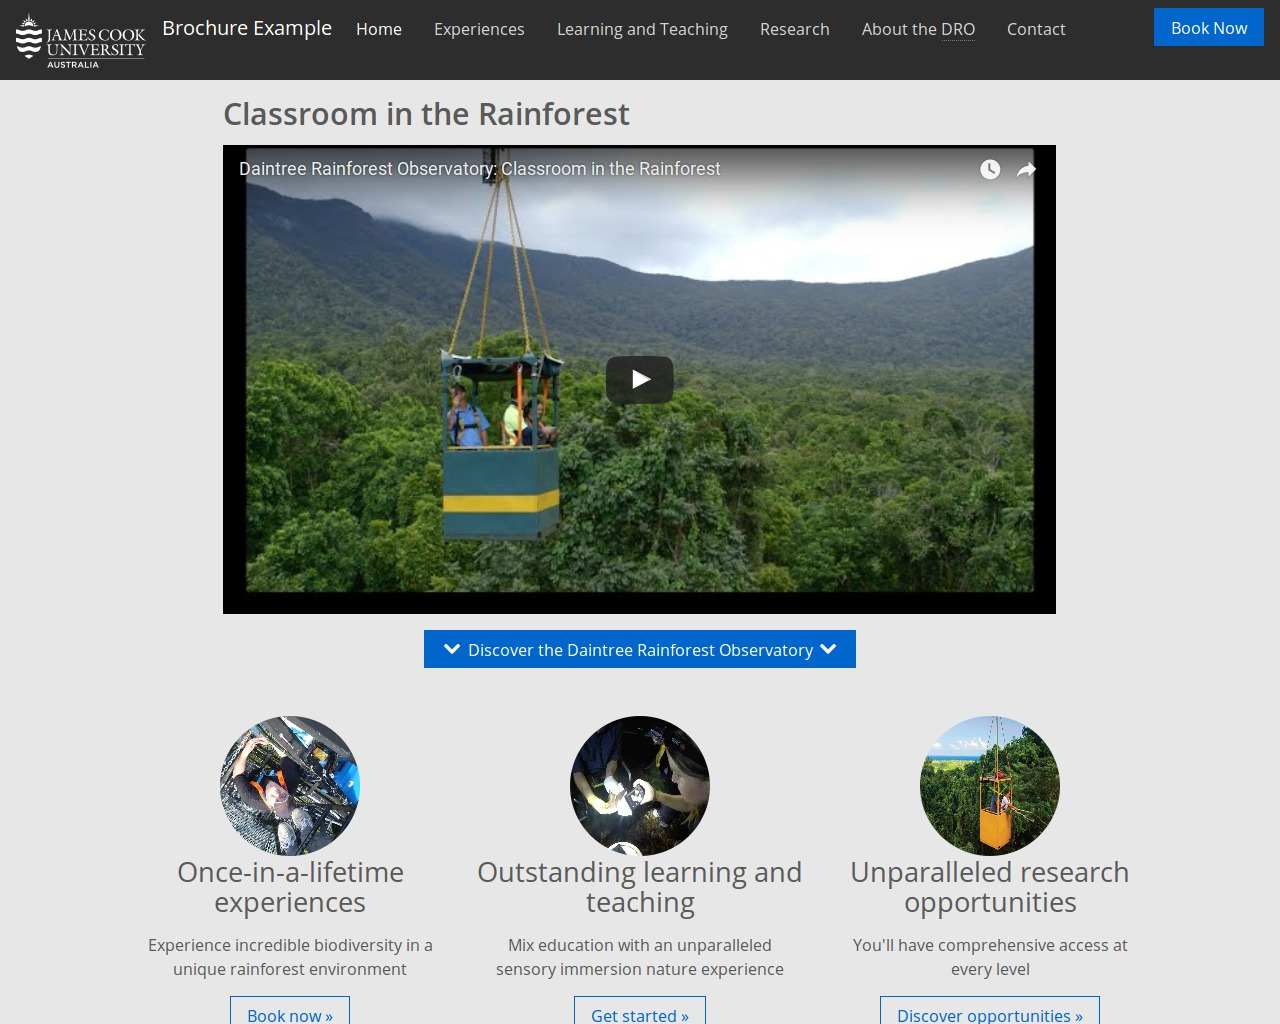 JAMES COOK
UNIVERSITY
AUSTRALIA
Brochure Example
Home
Experiences
Learning and Teaching
Research
About the DRO
Contact
Book Now
Classroom in the Rainforest
Daintree Rainforest Observatory: Classroom in the Rainforest
Discover the Daintree Rainforest Observatory
Once-in-a-lifetime
experiences
Experience incredible biodiversity in a
unique rainforest environment
Book now »
Outstanding learning and
teaching
Mix education with an unparalleled
sensory immersion nature experience
Get started »
Unparalleled research
opportunities
You'll have comprehensive access at
every level
Discover opportunities »